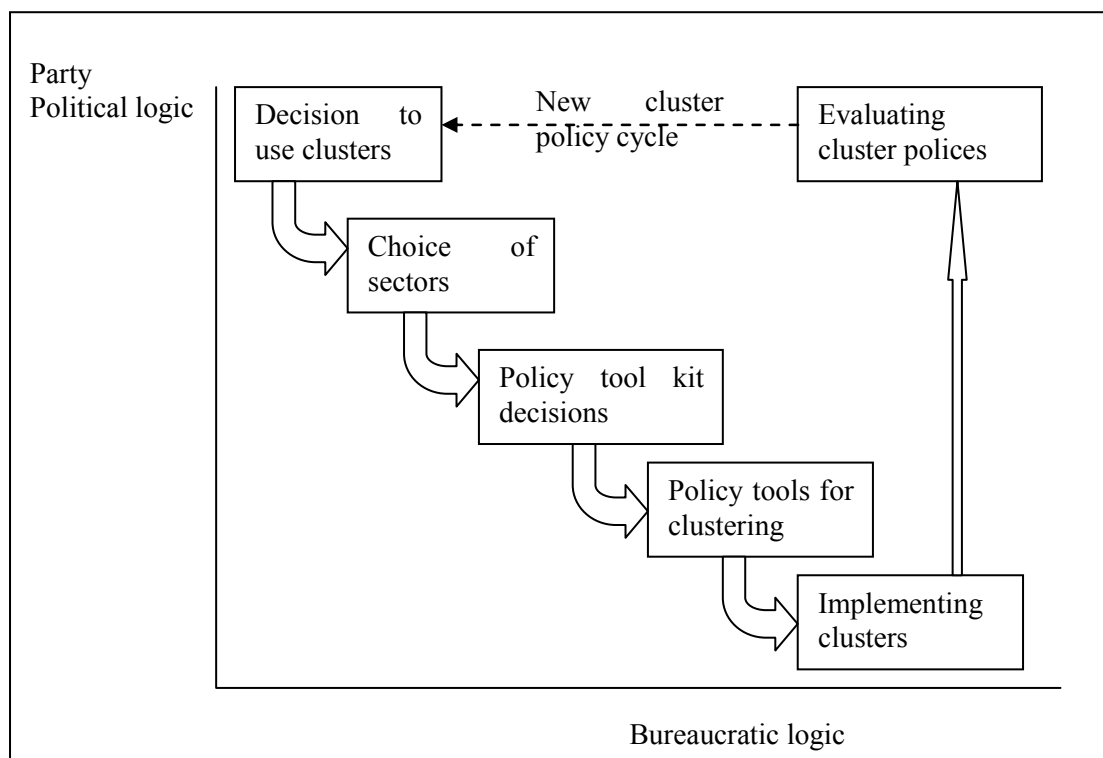 Party
Political logic
Decision to
use clusters
New cluster
policy cycle
Evaluating
cluster polices
Choice of
sectors
Policy tool kit
decisions
Policy tools for
clustering
Implementing
clusters
Bureaucratic logic